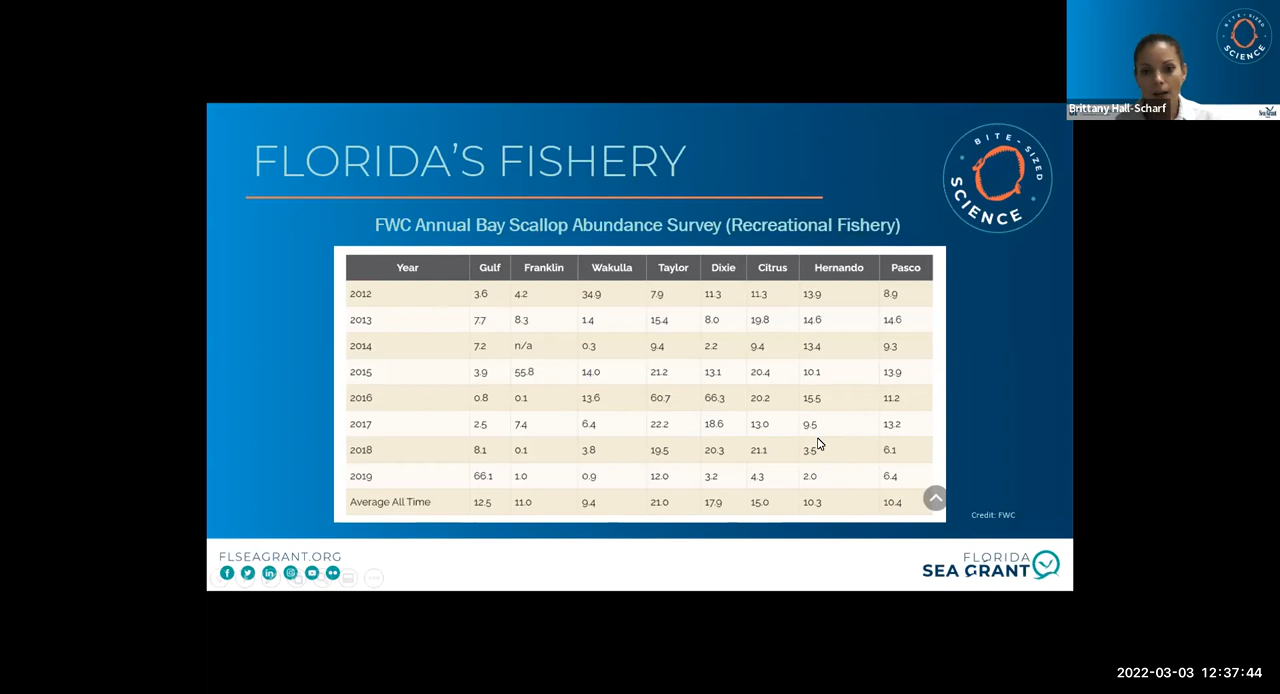 BITE-SIZED
SCIENCE
Brittany Hall-Scharf
FLORIDA'S FISHERY
BITE-SIZED
SCIENCE
FWC Annual Bay Scallop Abundance Survey (Recreational Fishery)
Year Gulf Franklin Wakulla Taylor Dixie Citrus Hernando Pasco
2012 3.6 4.2 34.9 7.9 11.3 11.3 13.9 8.9
2013 7.7 8.3 1.4 15.4 8.0 19.8 14.6 14.6
2014 7.2 n/a 0.3 9.4 2.2 9.4 13.4 9.3
2015 3.9 55.8 14.0 21.2 13.1 20.4 10.1 13.9
2016 0.8 0.1 13.6 60.7 66.3 20.2 15.5 11.2
2017 2.5 7.4 6.4 22.2 18.6 13.0 9.5 13.2
2018 8.1 0.1 3.8 19.5 20.3 21.1 3.5 6.1
2019 66.1 1.0 0.9 12.0 3.2 4.3 2.0 6.4
Average All Time 12.5 11.0 9.4 21.0 17.9 15.0 10.3 10.4
Credit: FWC
FLSEAGRANT.ORG
FLORIDA
SEA GRANT
2022-03-03 12:37:44